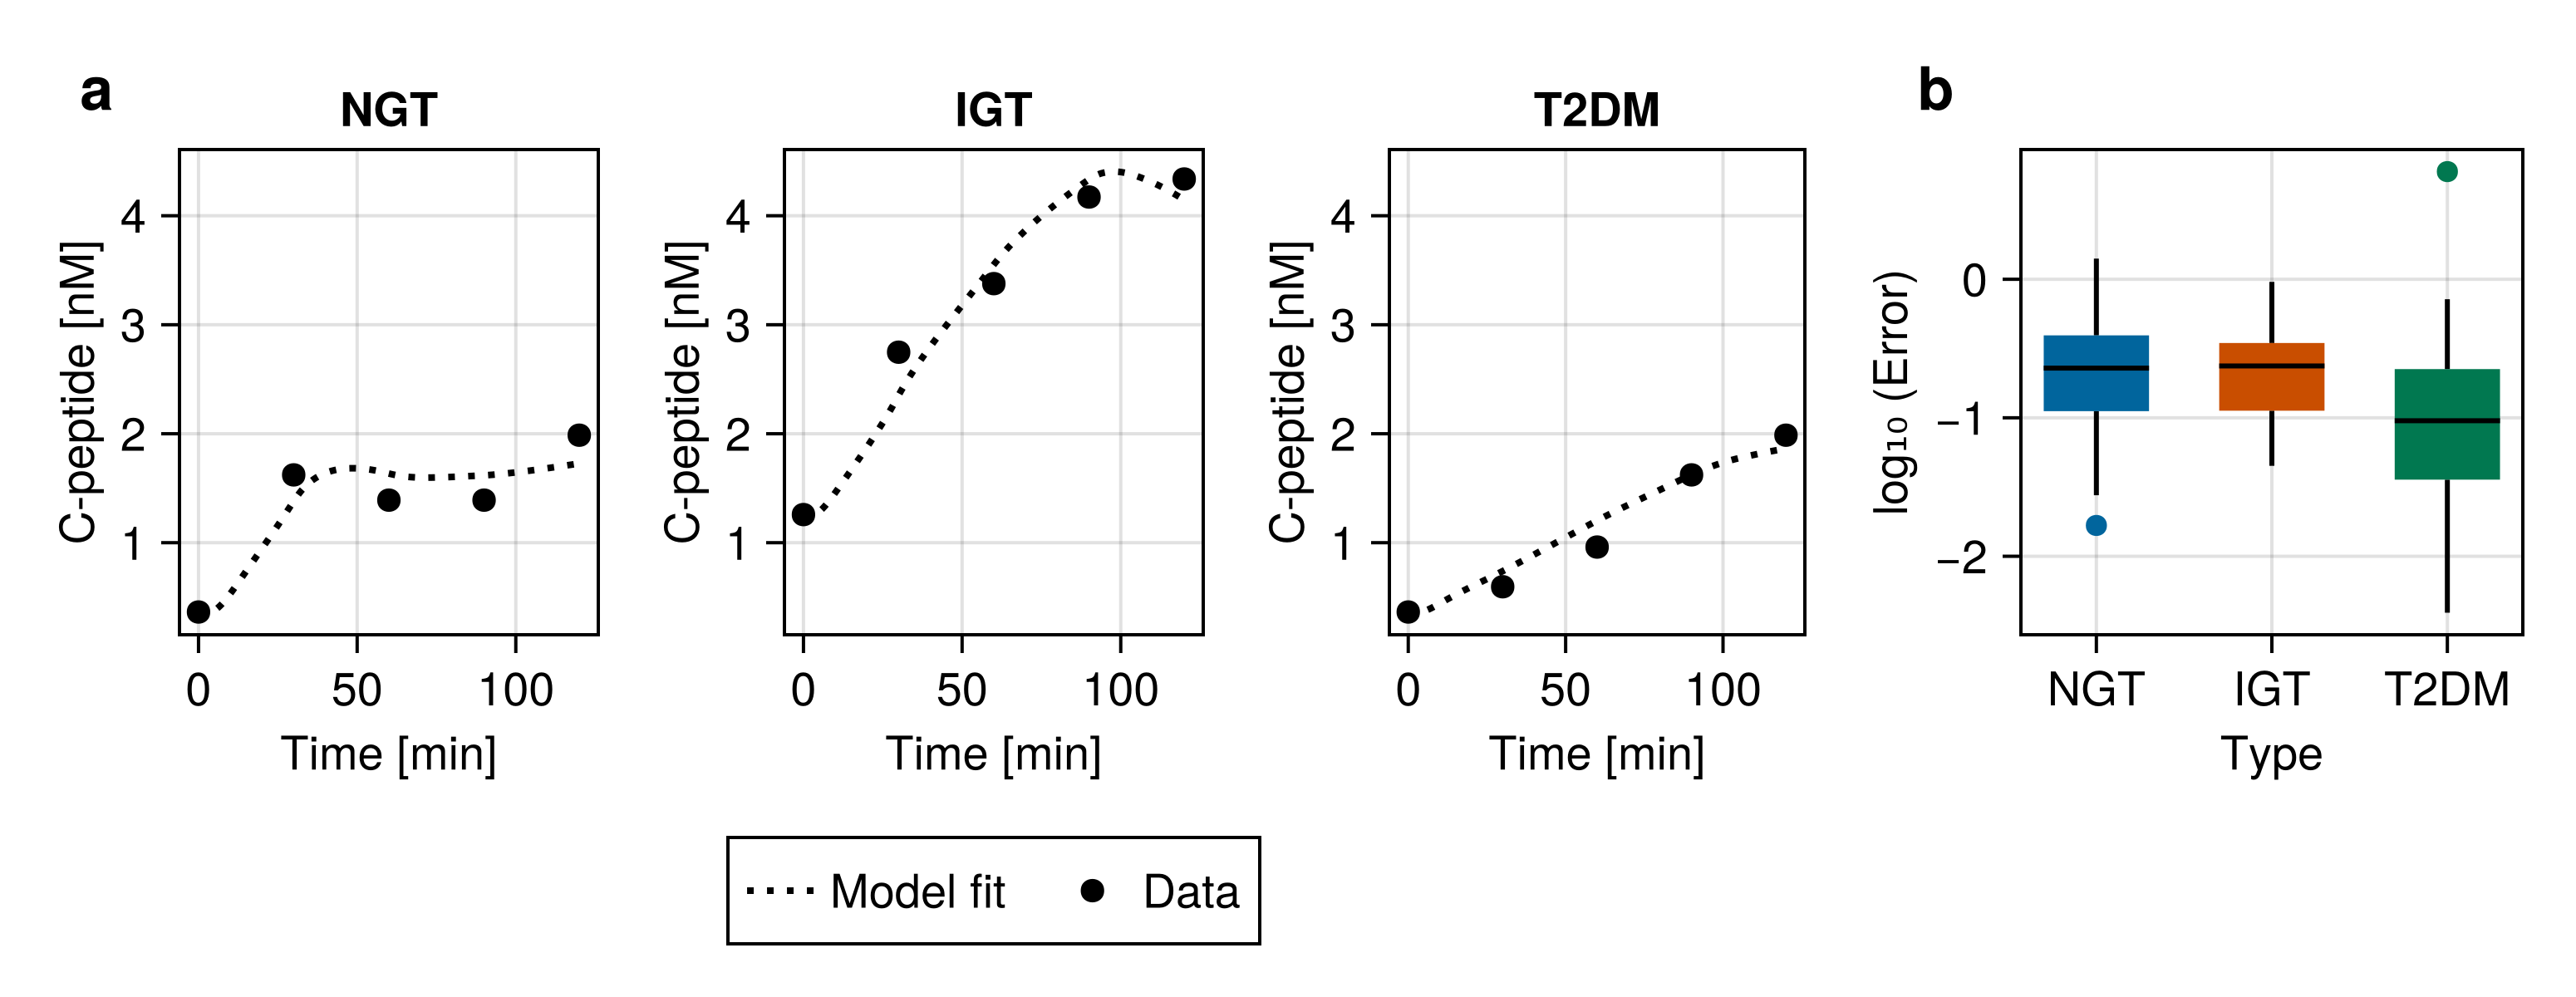 a
b
NGT
IGT
T2DM
C-peptide [nM]
4
3
2
1
0
50
100
Time [min]
C-peptide [nM]
4
3
2
1
0
50
100
Time [min]
C-peptide [nM]
4
3
2
1
0
50
100
Time [min]
log₁₀ (Error)
0
−1
−2
NGT
IGT
T2DM
Type
Model fit
Data